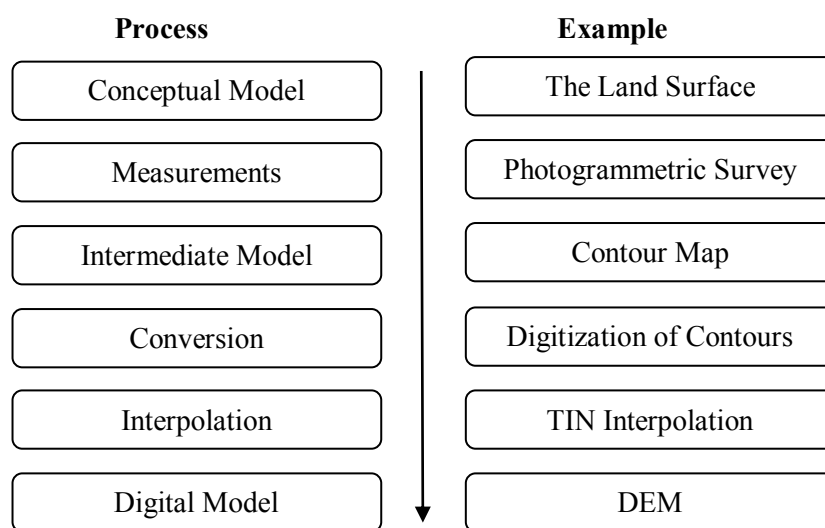 Process
Example
Conceptual Model
The Land Surface
Measurements
Photogrammetric Survey
Intermediate Model
Contour Map
Conversion
Digitization of Contours
Interpolation
TIN Interpolation
Digital Model
DEM